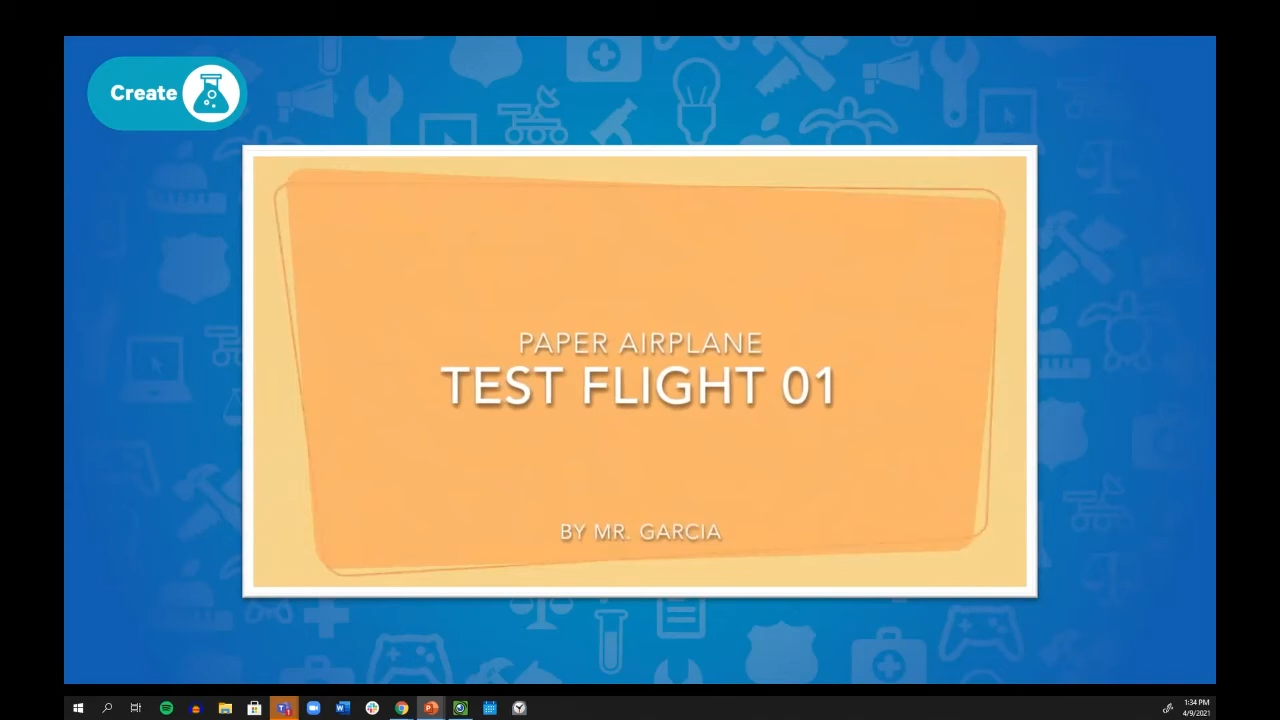 Create
PAPER AIRPLANE
TEST FLIGHT 01
BY MR. GARCIA
1:34 PM
4/9/2021